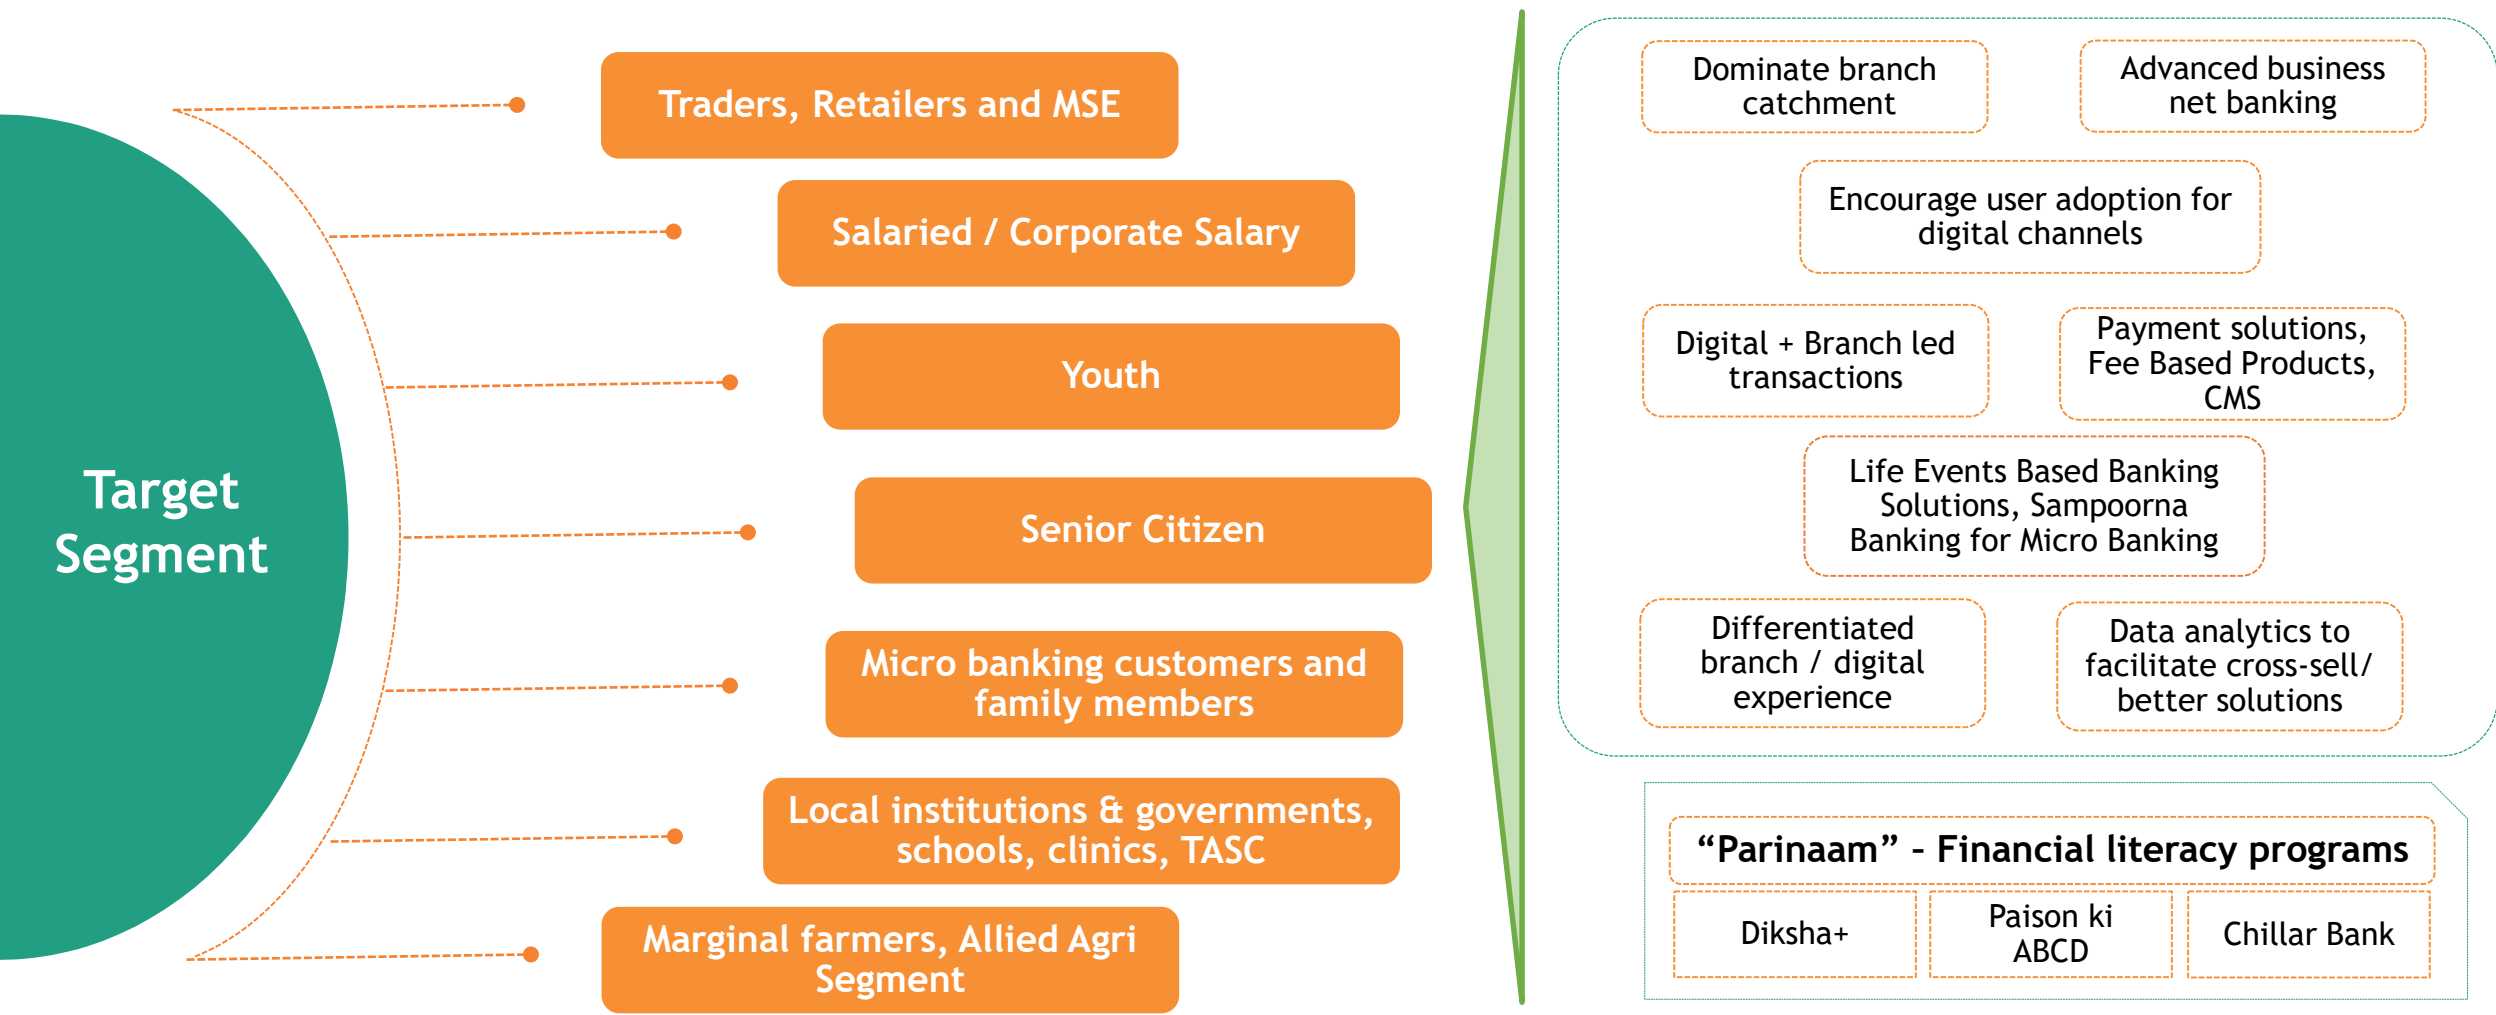 Target
Segment
Traders, Retailers and MSE
Salaried / Corporate Salary
Youth
Senior Citizen
Micro banking customers and
family members
Local institutions & governments,
schools, clinics, TASC
Marginal farmers, Allied Agri
Segment
Dominate branch
catchment
Advanced business
net banking
Encourage user adoption for
digital channels
Digital + Branch led
transactions
Payment solutions,
Fee Based Products,
CMS
Life Events Based Banking
Solutions, Sampoorna
Banking for Micro Banking
Differentiated
branch / digital
experience
Data analytics to
facilitate cross-sell/
better solutions
“Parinaam” – Financial literacy programs
Diksha+
Paison ki
ABCD
Chillar Bank